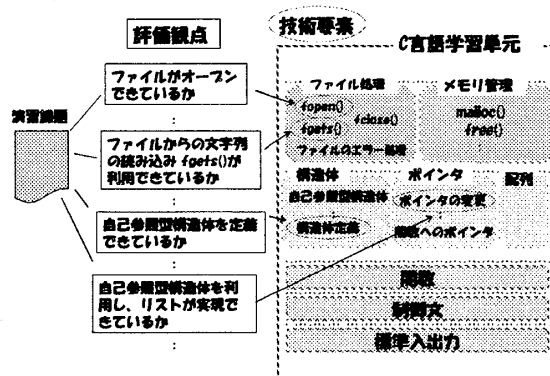 評価観点
技術要素
C言語学習単元
演習課題
ファイルがオープン
できているか
ファイルからの文字列
の読み込みfgets()が
利用できているか
：
自己参照型構造体を定義
できているか
：
自己参照型構造体を利
用し、リストが実現で
きているか
：
ファイル処理
fopen()
fclose()
fgets()
ファイルのエラー処理
メモリ管理
malloc()
free()
構造体
自己参照型構造体
：
構造体定義
ポインタ
ポインタの変更
：
関数へのポインタ
配列
関数
制御文
標準入出力